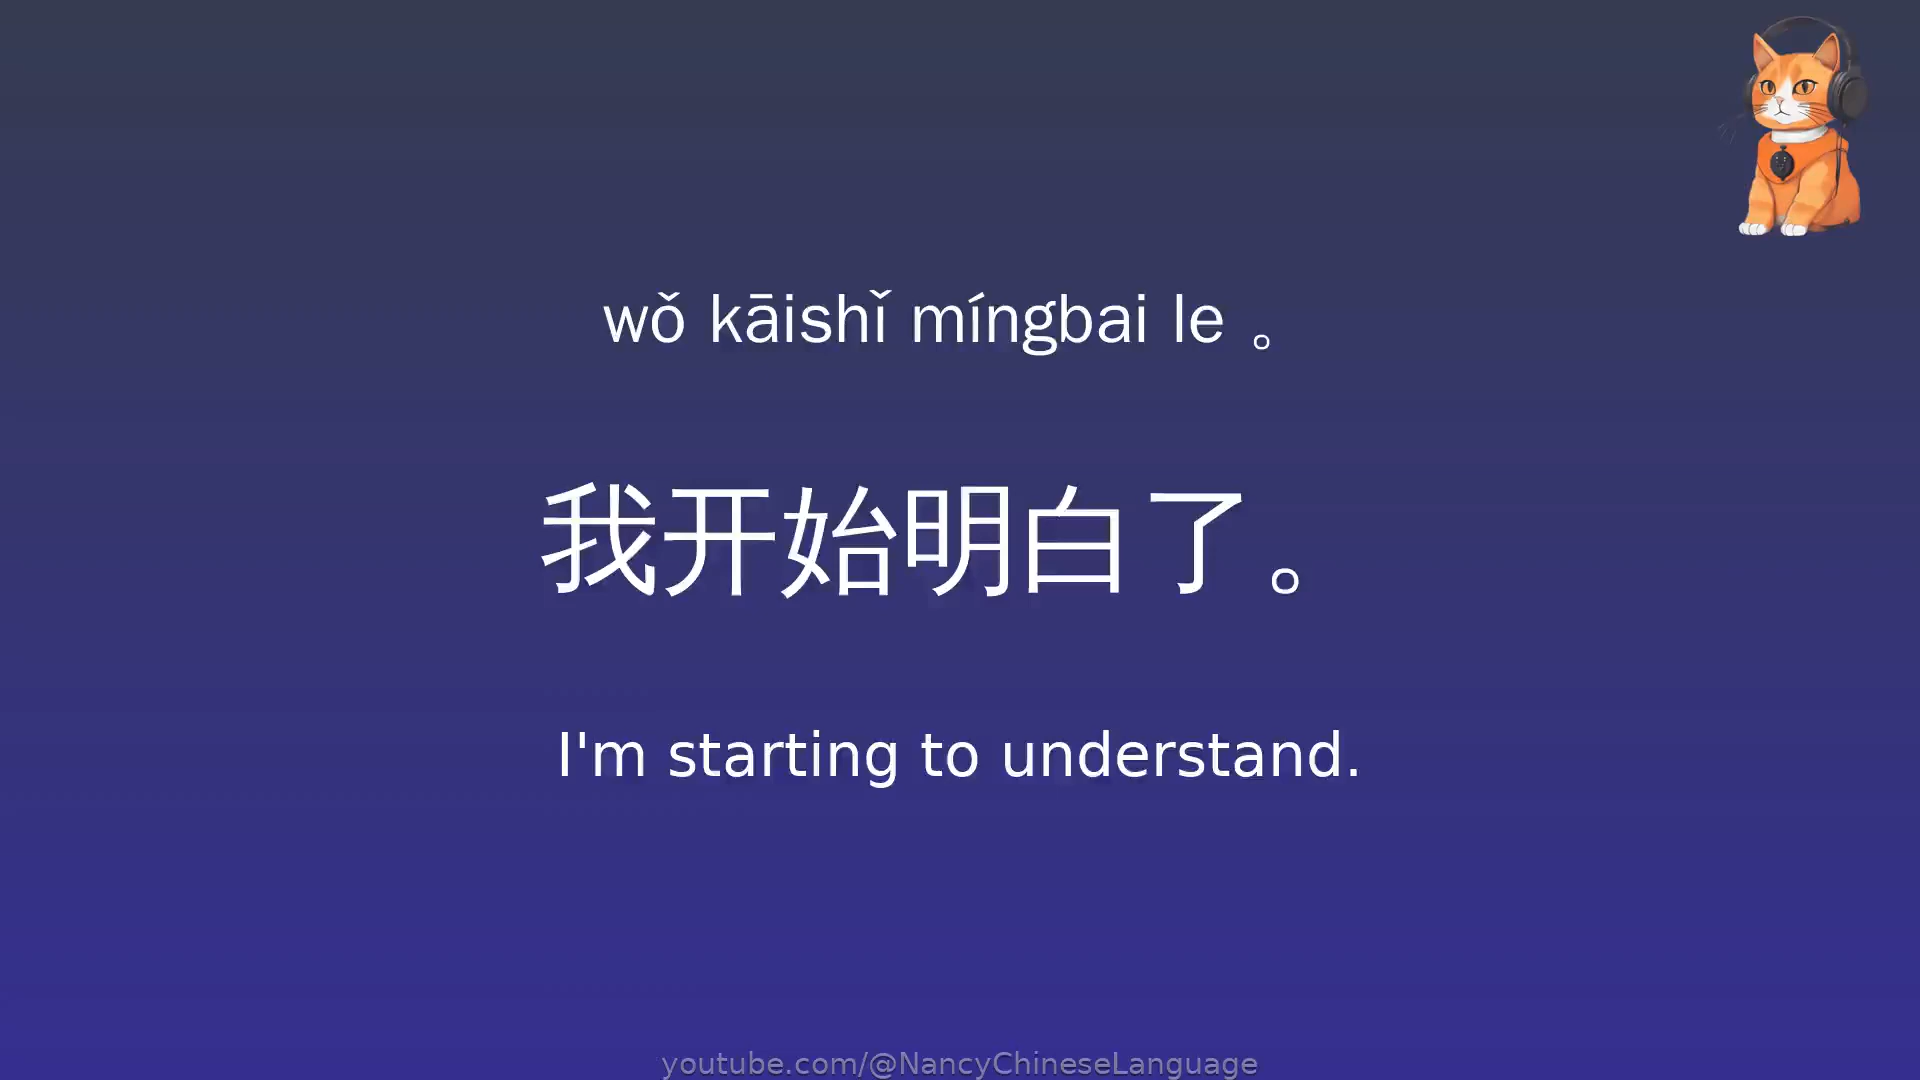 wǒ kāishǐ míngbai le 。
我开始明白了。
I'm starting to understand.
youtube.com/@NancyChineseLanguage